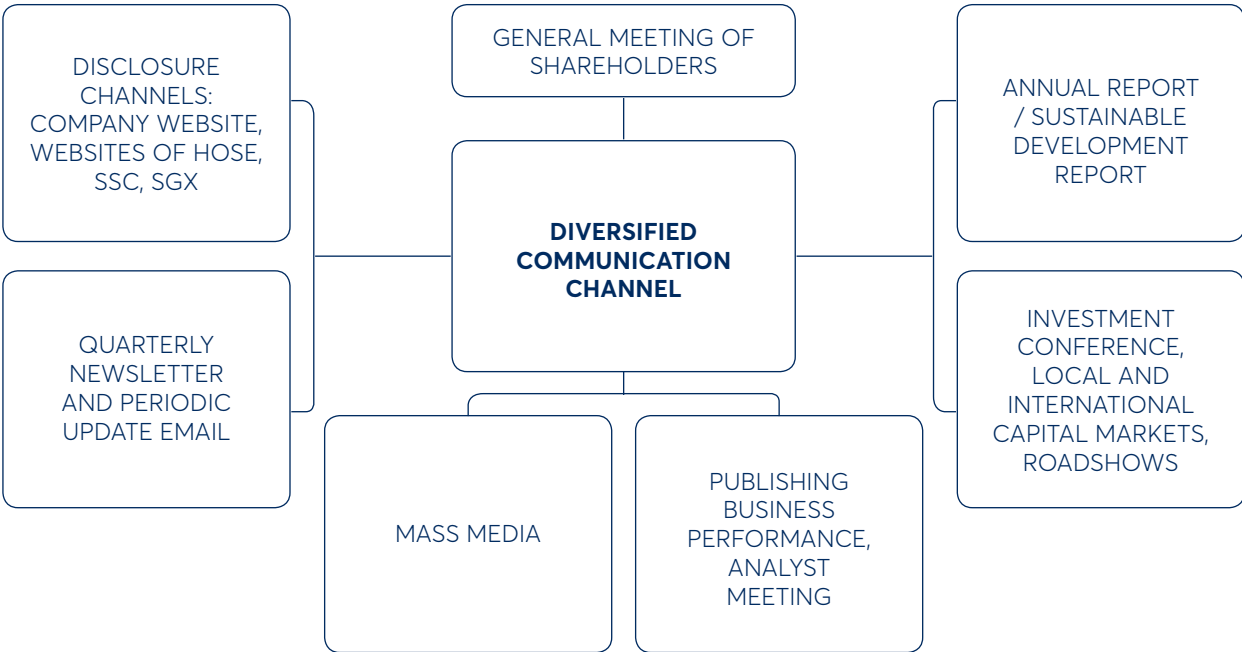 DISCLOSURE
CHANNELS:
COMPANY WEBSITE,
WEBSITES OF HOSE,
SSC, SGX
GENERAL MEETING OF
SHAREHOLDERS
ANNUAL REPORT
/ SUSTAINABLE
DEVELOPMENT
REPORT
DIVERSIFIED
COMMUNICATION
CHANNEL
QUARTERLY
NEWSLETTER
AND PERIODIC
UPDATE EMAIL
INVESTMENT
CONFERENCE,
LOCAL AND
INTERNATIONAL
CAPITAL MARKETS,
ROADSHOWS
MASS MEDIA
PUBLISHING
BUSINESS
PERFORMANCE,
ANALYST
MEETING